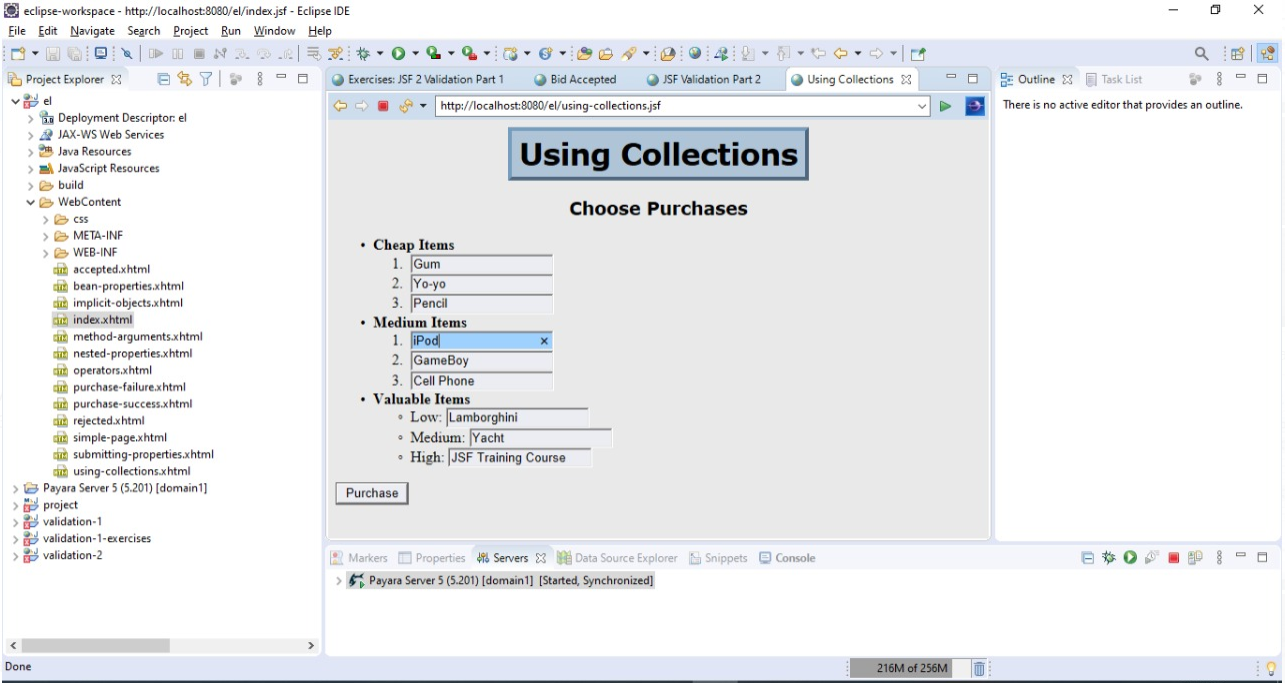 eclipse-workspace - http://localhost:8080/el/index.jsf - Eclipse IDE
File Edit Navigate Search Project Run Window Help
Project Explorer
el
Deployment Descriptor: el
JAX-WS Web Services
Java Resources
JavaScript Resources
build
WebContent
css
META-INF
WEB-INF
accepted.xhtml
bean-properties.xhtml
implicit-objects.xhtml
index.xhtml
method-arguments.xhtml
nested-properties.xhtml
operators.xhtml
purchase-failure.xhtml
purchase-success.xhtml
rejected.xhtml
simple-page.xhtml
submitting-properties.xhtml
using-collections.xhtml
Payara Server 5 (5.201) [domain1]
project
validation-1
validation-1-exercises
validation-2
Exercises: JSF 2 Validation Part 1 Bid Accepted JSF Validation Part 2 Using Collections
http://localhost:8080/el/using-collections.jsf
Using Collections
Choose Purchases
• Cheap Items
1. Gum
2. Yo-yo
3. Pencil
• Medium Items
1. iPod ×
2. GameBoy
3. Cell Phone
• Valuable Items
◦ Low: Lamborghini
◦ Medium: Yacht
◦ High: JSF Training Course
Purchase
Outline Task List
There is no active editor that provides an outline.
Markers Properties Servers Data Source Explorer Snippets Console
Payara Server 5 (5.201) [domain1] [Started, Synchronized]
Done
216M of 256M